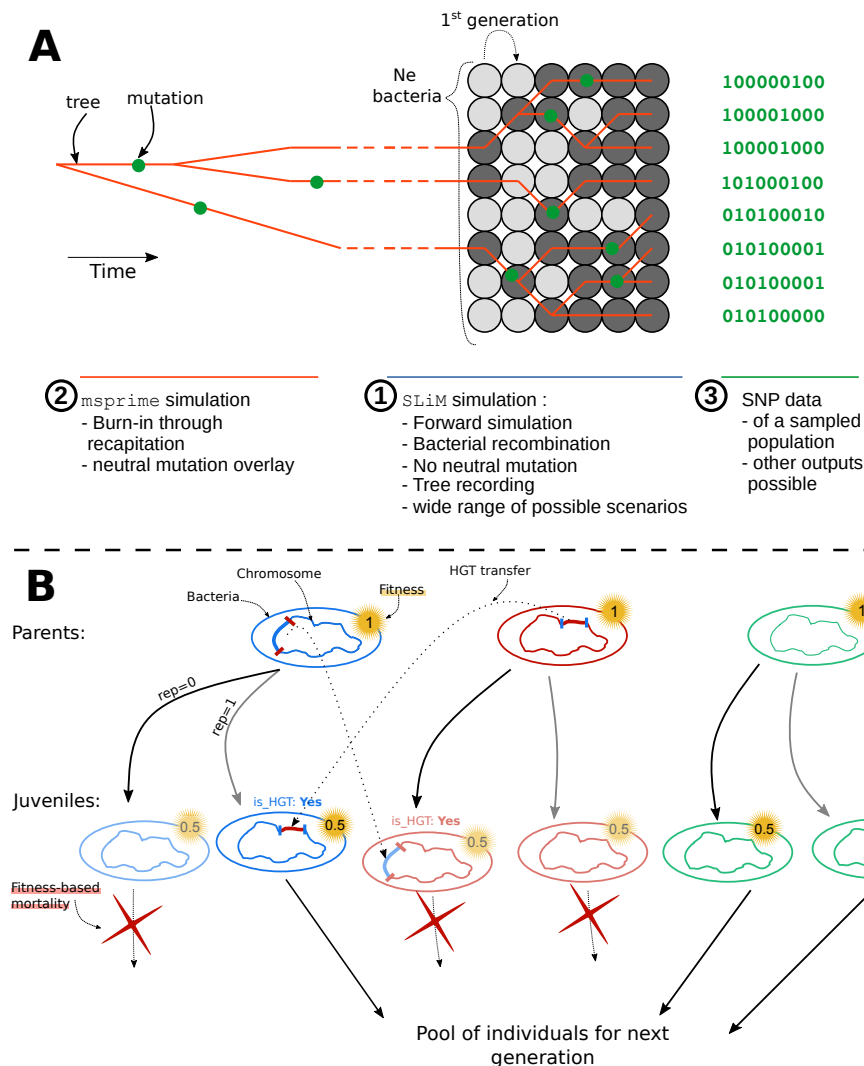 A
1st generation
Ne
bacteria
tree
mutation
Time
100000100
100001000
100001000
101000100
010100010
010100001
010100001
010100000
2
msprime simulation
- Burn-in through
recapitation
- neutral mutation overlay
1
SLiM simulation :
- Forward simulation
- Bacterial recombination
- No neutral mutation
- Tree recording
- wide range of possible scenarios
3
SNP data
- of a sampled
population
- other outputs
possible
B
Chromosome
HGT transfer
Bacteria
Fitness
Parents:
1
1
1
rep=0
rep=1
Juveniles:
is_HGT: Yes
is_HGT: Yes
0.5
0.5
0.5
0.5
0.5
Fitness-based
mortality
Pool of individuals for next
generation